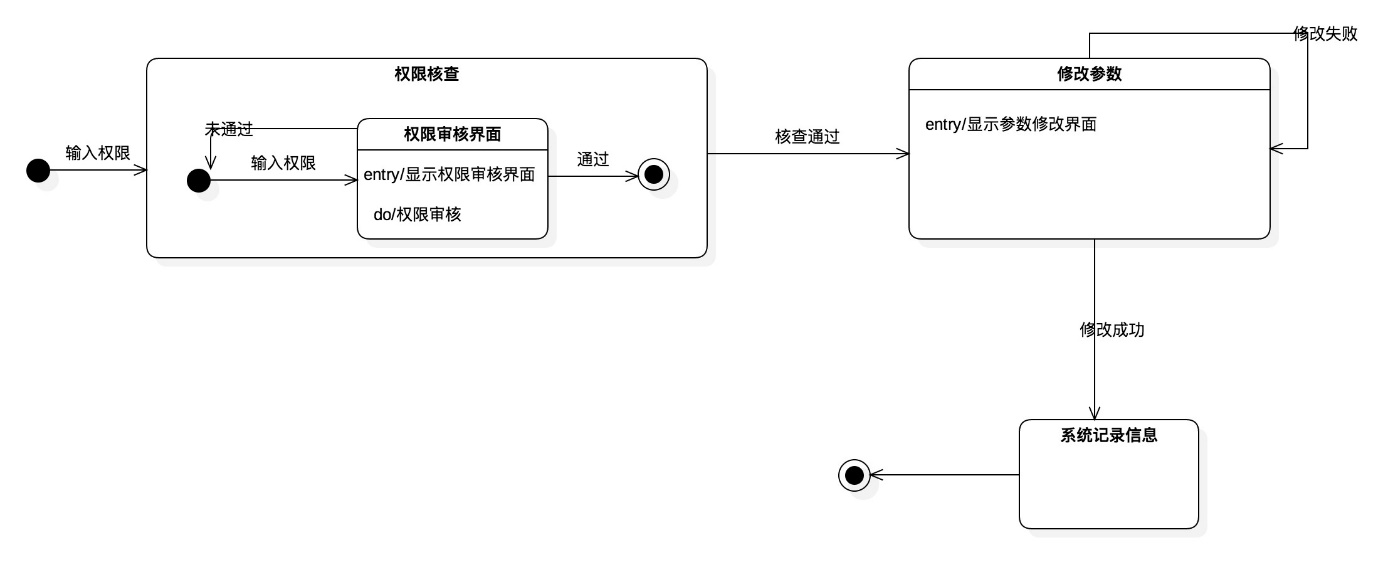 修改失败
权限核查
修改参数
未通过
权限审核界面
entry/显示参数修改界面
核查通过
输入权限
输入权限
通过
entry/显示权限审核界面
do/权限审核
修改成功
系统记录信息